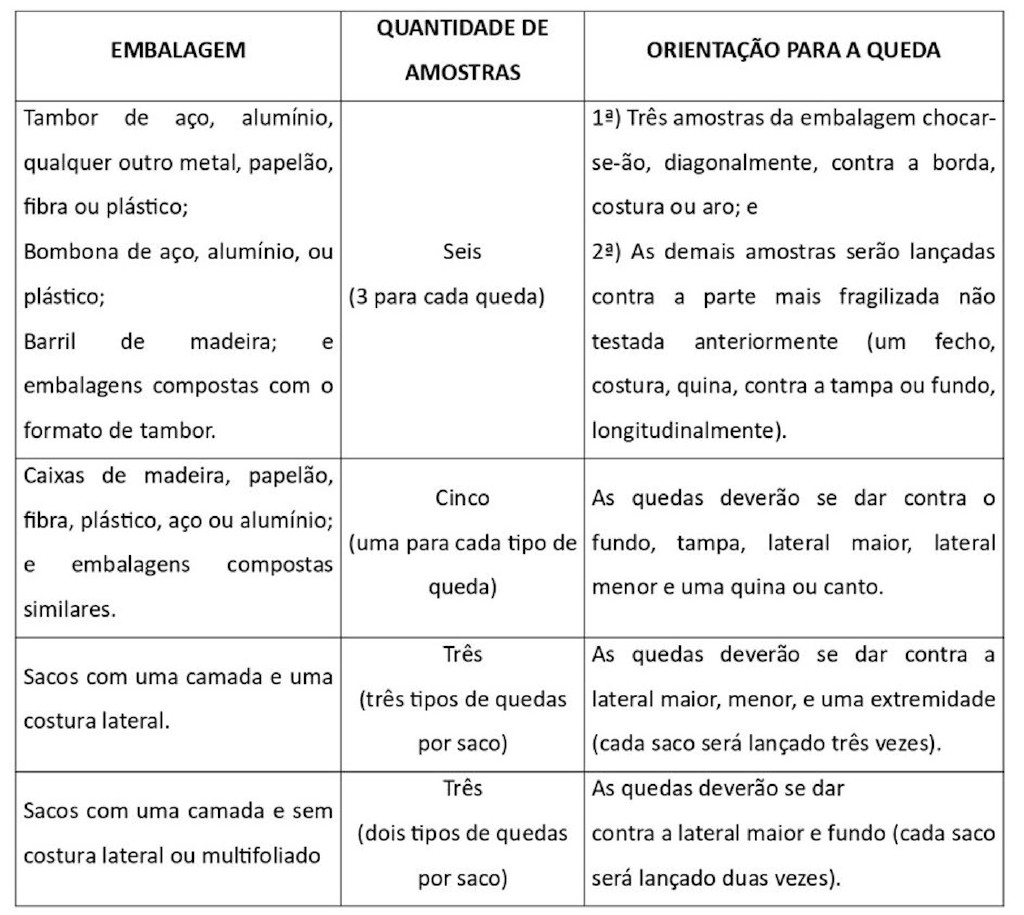 EMBALAGEM
QUANTIDADE DE
AMOSTRAS
ORIENTAÇÃO PARA A QUEDA
Tambor de aço, alumínio,
qualquer outro metal, papelão,
fibra ou plástico;
Bombona de aço, alumínio, ou
plástico;
Barril de madeira; e
embalagens compostas com o
formato de tambor.
Seis
(3 para cada queda)
1ª) Três amostras da embalagem chocar-
se-ão, diagonalmente, contra a borda,
costura ou aro; e
2ª) As demais amostras serão lançadas
contra a parte mais fragilizada não
testada anteriormente (um fecho,
costura, quina, contra a tampa ou fundo,
longitudinalmente).
Caixas de madeira, papelão,
fibra, plástico, aço ou alumínio;
e embalagens compostas
similares.
Cinco
(uma para cada tipo de
queda)
As quedas deverão se dar contra o
fundo, tampa, lateral maior, lateral
menor e uma quina ou canto.
Sacos com uma camada e uma
costura lateral.
Três
(três tipos de quedas
por saco)
As quedas deverão se dar contra a
lateral maior, menor, e uma extremidade
(cada saco será lançado três vezes).
Sacos com uma camada e sem
costura lateral ou multifoliado
Três
(dois tipos de quedas
por saco)
As quedas deverão se dar
contra a lateral maior e fundo (cada saco
será lançado duas vezes).